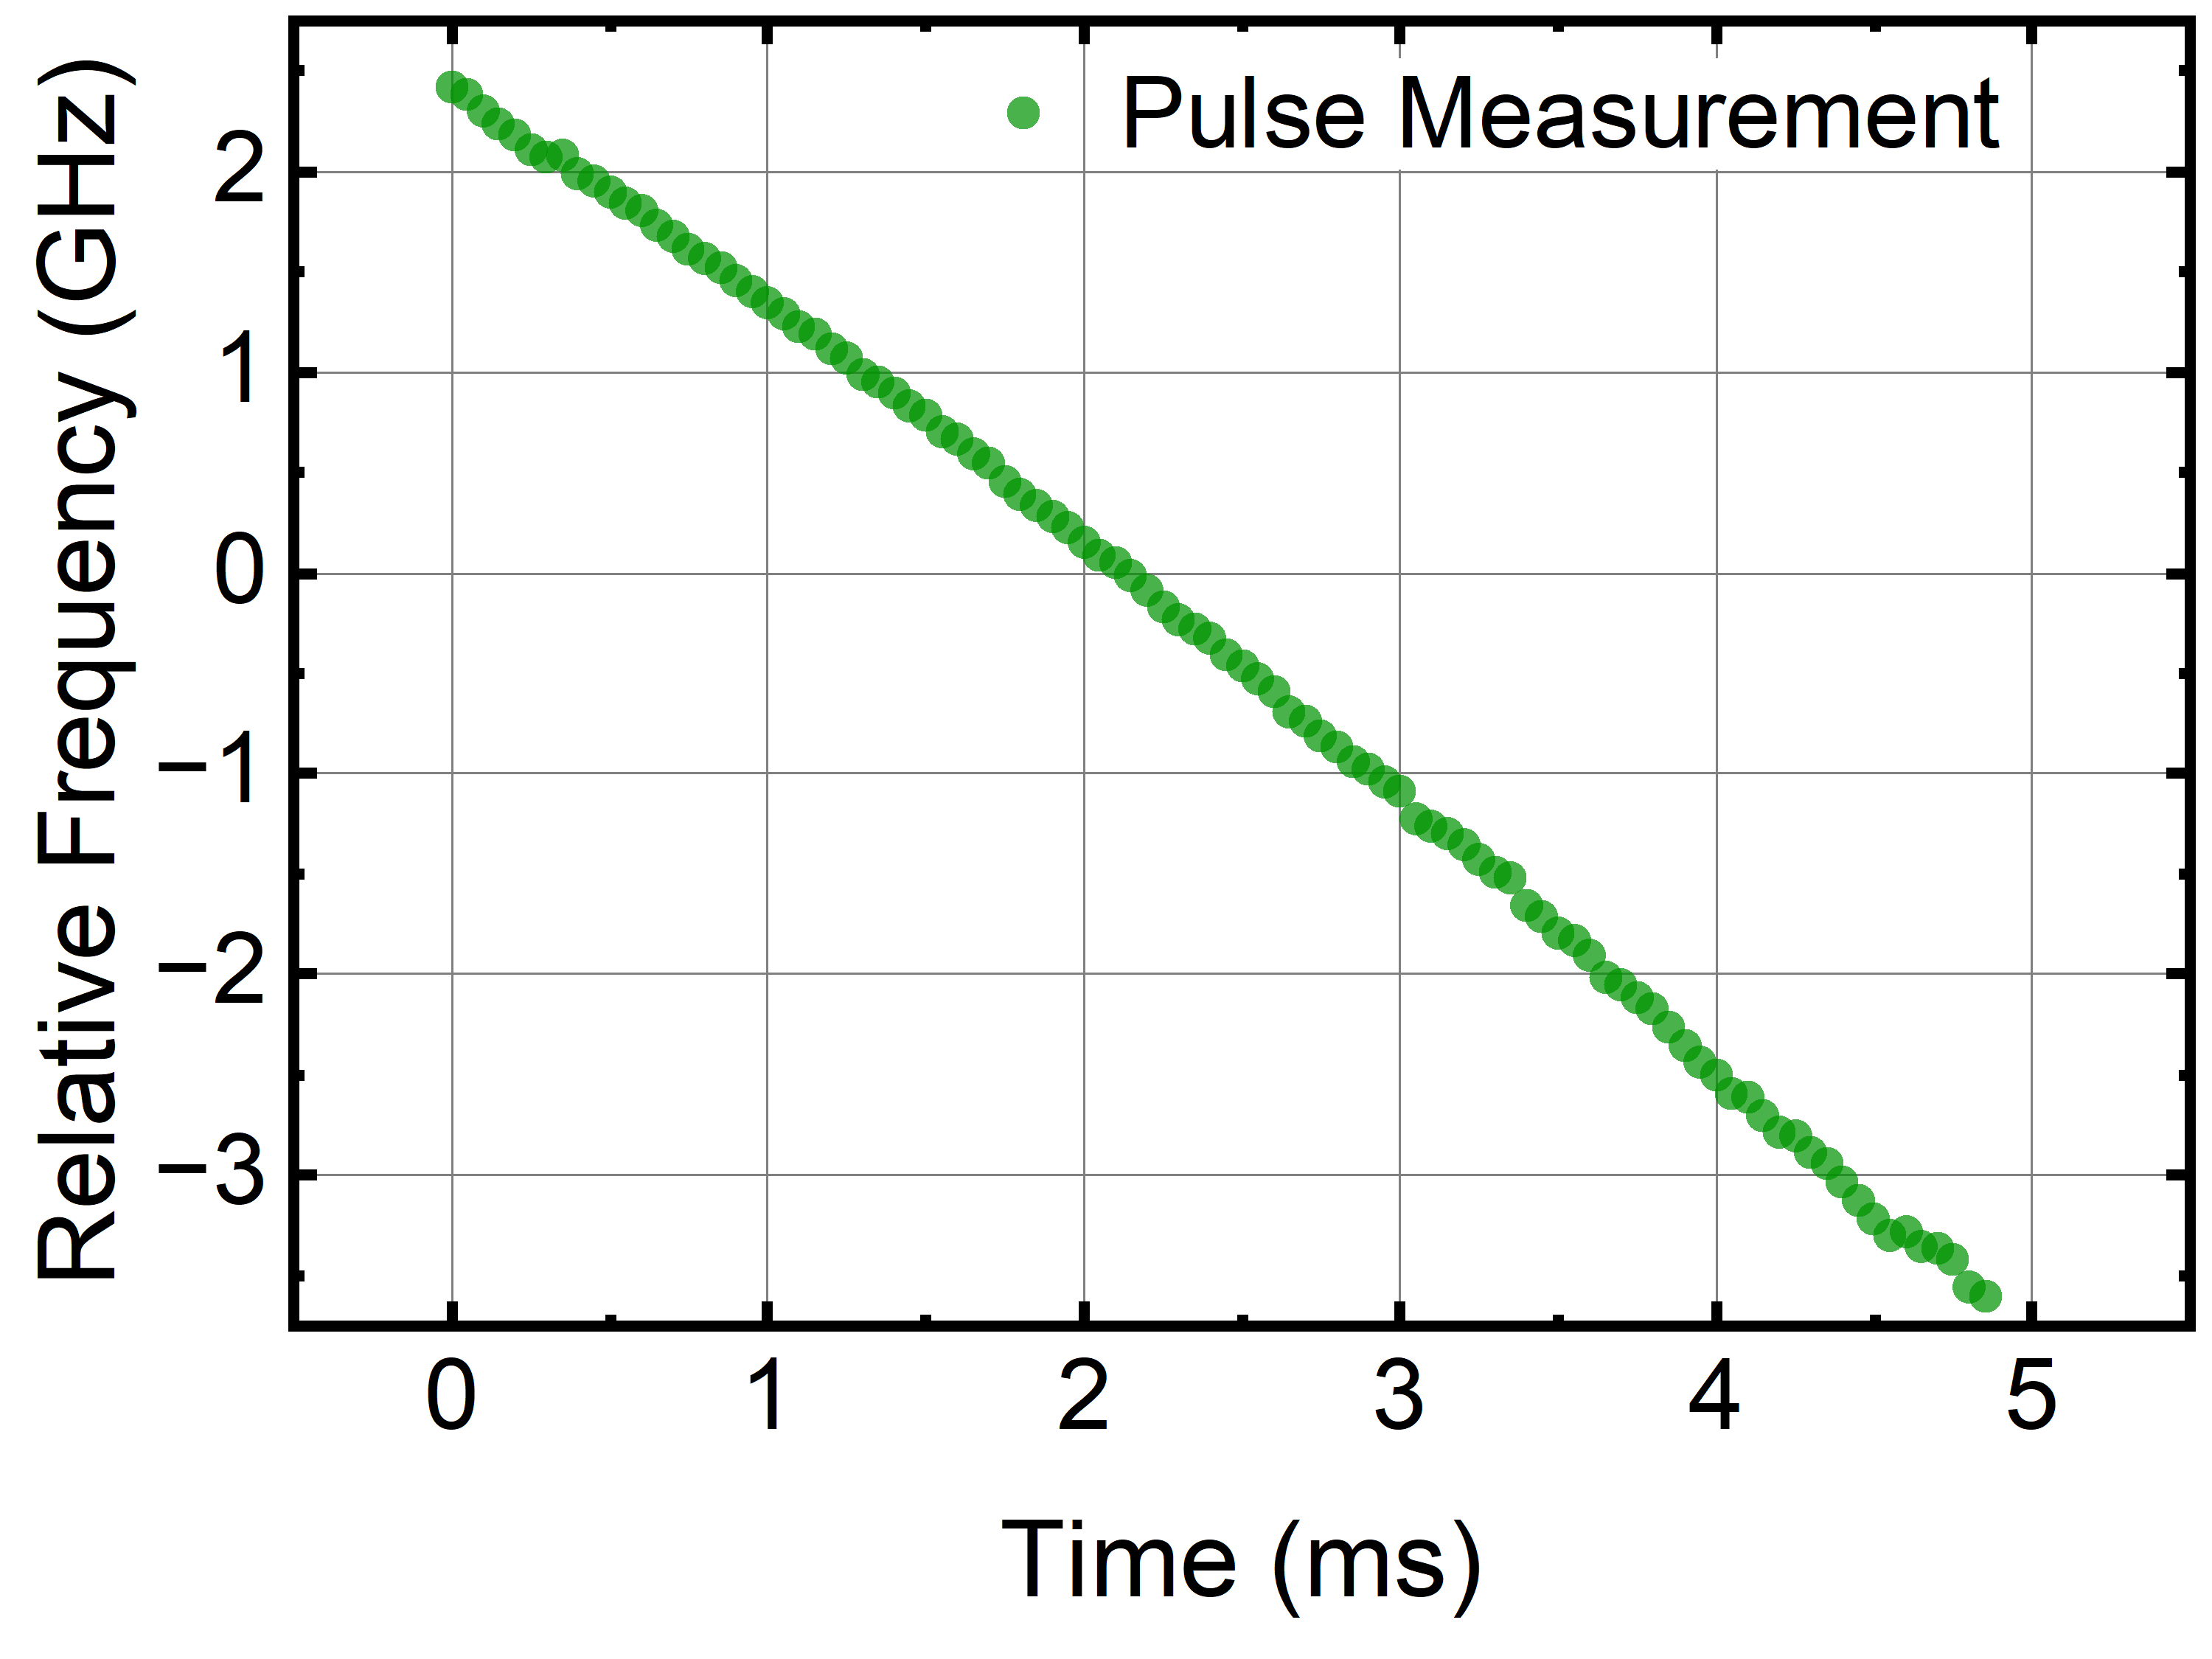 Pulse Measurement
Relative Frequency (GHz)
2
1
0
−1
−2
−3
0 1 2 3 4 5
Time (ms)